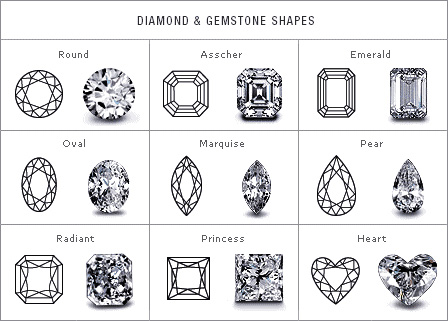 DIAMOND & GEMSTONE SHAPES
Round
Asscher
Emerald
Oval
Marquise
Pear
Radiant
Princess
Heart